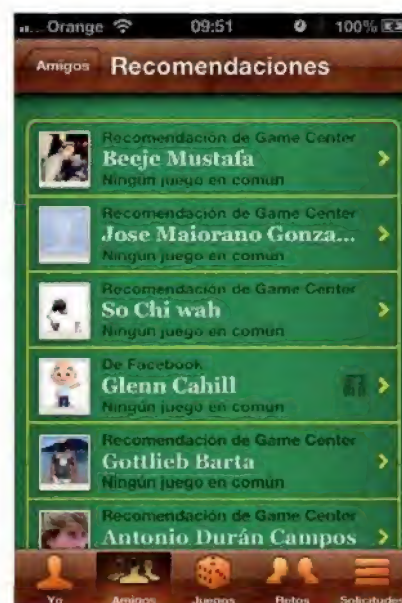 Orange 09:51 100%
Amigos Recomendaciones
Recomendación de Game Center
Beeje Mustafa
Ningún juego en común
Recomendación de Game Center
Jose Maiorano Gonza...
Ningún juego en común
Recomendación de Game Center
So Chi wah
Ningún juego en común
De Facebook
Glenn Cahill
Ningún juego en común
Recomendación de Game Center
Gottlieb Barta
Ningún juego en común
Recomendación de Game Center
Antonio Durán Campos
Yo Amigos Juegos Retos Solicitudes